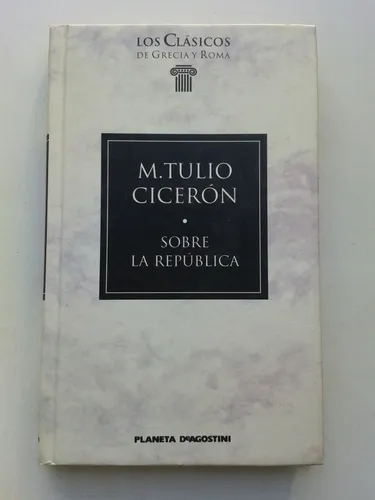 LOS CLÁSICOS
DE GRECIA Y ROMA
M. TULIO
CICERÓN
•
SOBRE
LA REPÚBLICA
PLANETA DEAGOSTINI